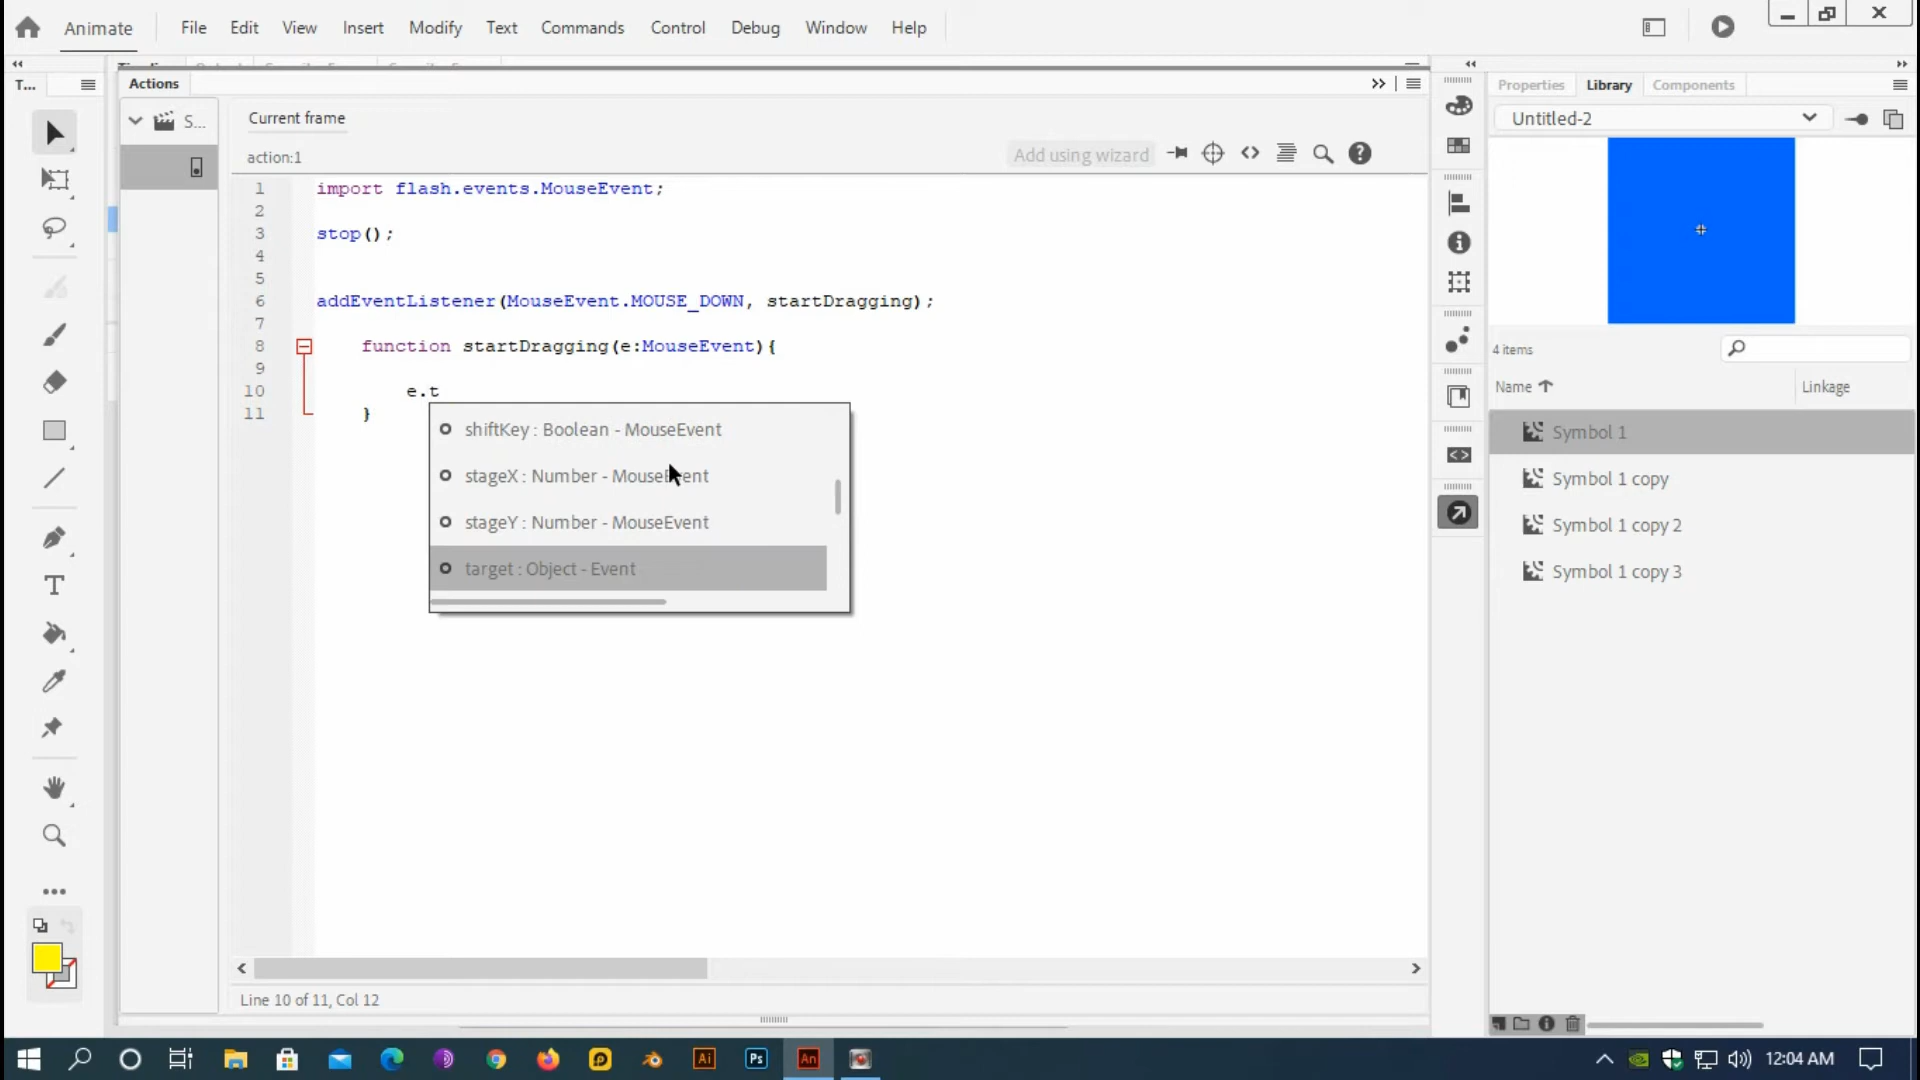 Animate
File Edit View Insert Modify Text Commands Control Debug Window Help
T...
Actions
Properties Library Components
S...
Current frame
Untitled-2
action:1
Add using wizard
1 import flash.events.MouseEvent;
2
3 stop();
4
5
6 addEventListener(MouseEvent.MOUSE_DOWN, startDragging);
7
8 function startDragging(e:MouseEvent){
9
10 e.t
11 }
shiftKey : Boolean - MouseEvent
stageX : Number - MouseEvent
stageY : Number - MouseEvent
target : Object - Event
4 items
Name Linkage
Symbol 1
Symbol 1 copy
Symbol 1 copy 2
Symbol 1 copy 3
T
Line 10 of 11, Col 12
Ai
Ps
An
12:04 AM